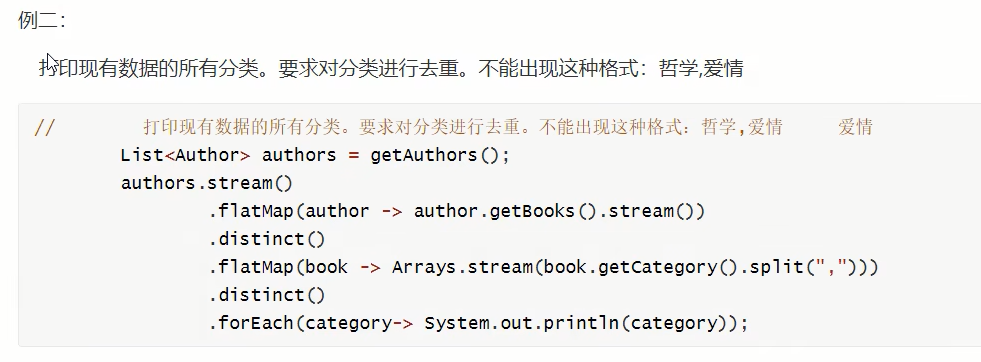 例二：
打印现有数据的所有分类。要求对分类进行去重。不能出现这种格式：哲学,爱情
//        打印现有数据的所有分类。要求对分类进行去重。不能出现这种格式：哲学,爱情     爱情
        List<Author> authors = getAuthors();
        authors.stream()
                .flatMap(author -> author.getBooks().stream())
                .distinct()
                .flatMap(book -> Arrays.stream(book.getCategory().split(",")))
                .distinct()
                .forEach(category-> System.out.println(category));